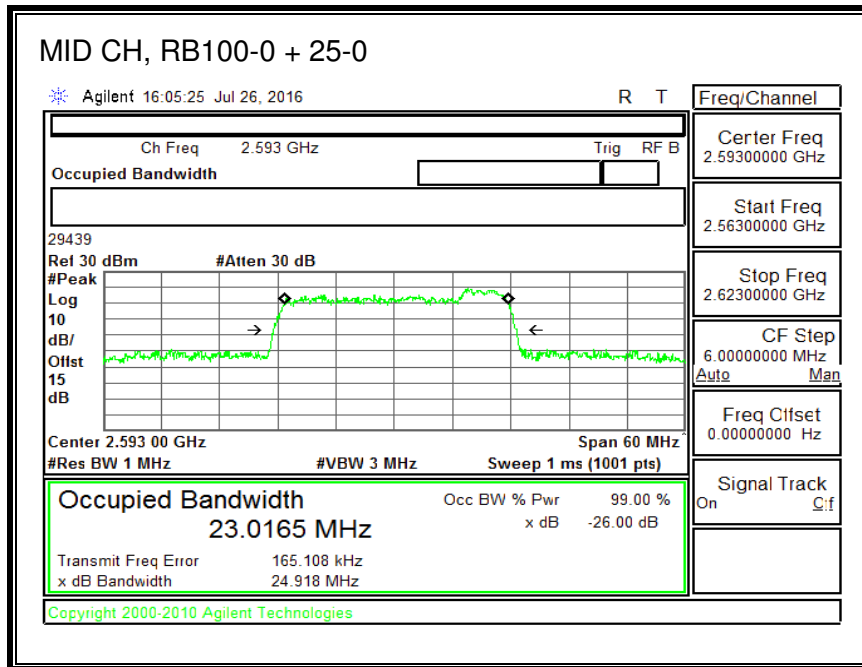 MID CH, RB100-0 + 25-0
Agilent 16:05:25 Jul 26, 2016 R T
Ch Freq 2.593 GHz Trig RF B
Occupied Bandwidth
29439
Ref 30 dBm #Atten 30 dB
#Peak
Log
10
dB/
Offst
15
dB
Center 2.593 00 GHz Span 60 MHz
#Res BW 1 MHz #VBW 3 MHz Sweep 1 ms (1001 pts)
Occupied Bandwidth
23.0165 MHz
Occ BW % Pwr 99.00 %
x dB -26.00 dB
Transmit Freq Error 165.108 kHz
x dB Bandwidth 24.918 MHz
Copyright 2000-2010 Agilent Technologies
Freq/Channel
Center Freq
2.59300000 GHz
Start Freq
2.56300000 GHz
Stop Freq
2.62300000 GHz
CF Step
6.00000000 MHz
Auto Man
Freq Offset
0.00000000 Hz
Signal Track
On Off